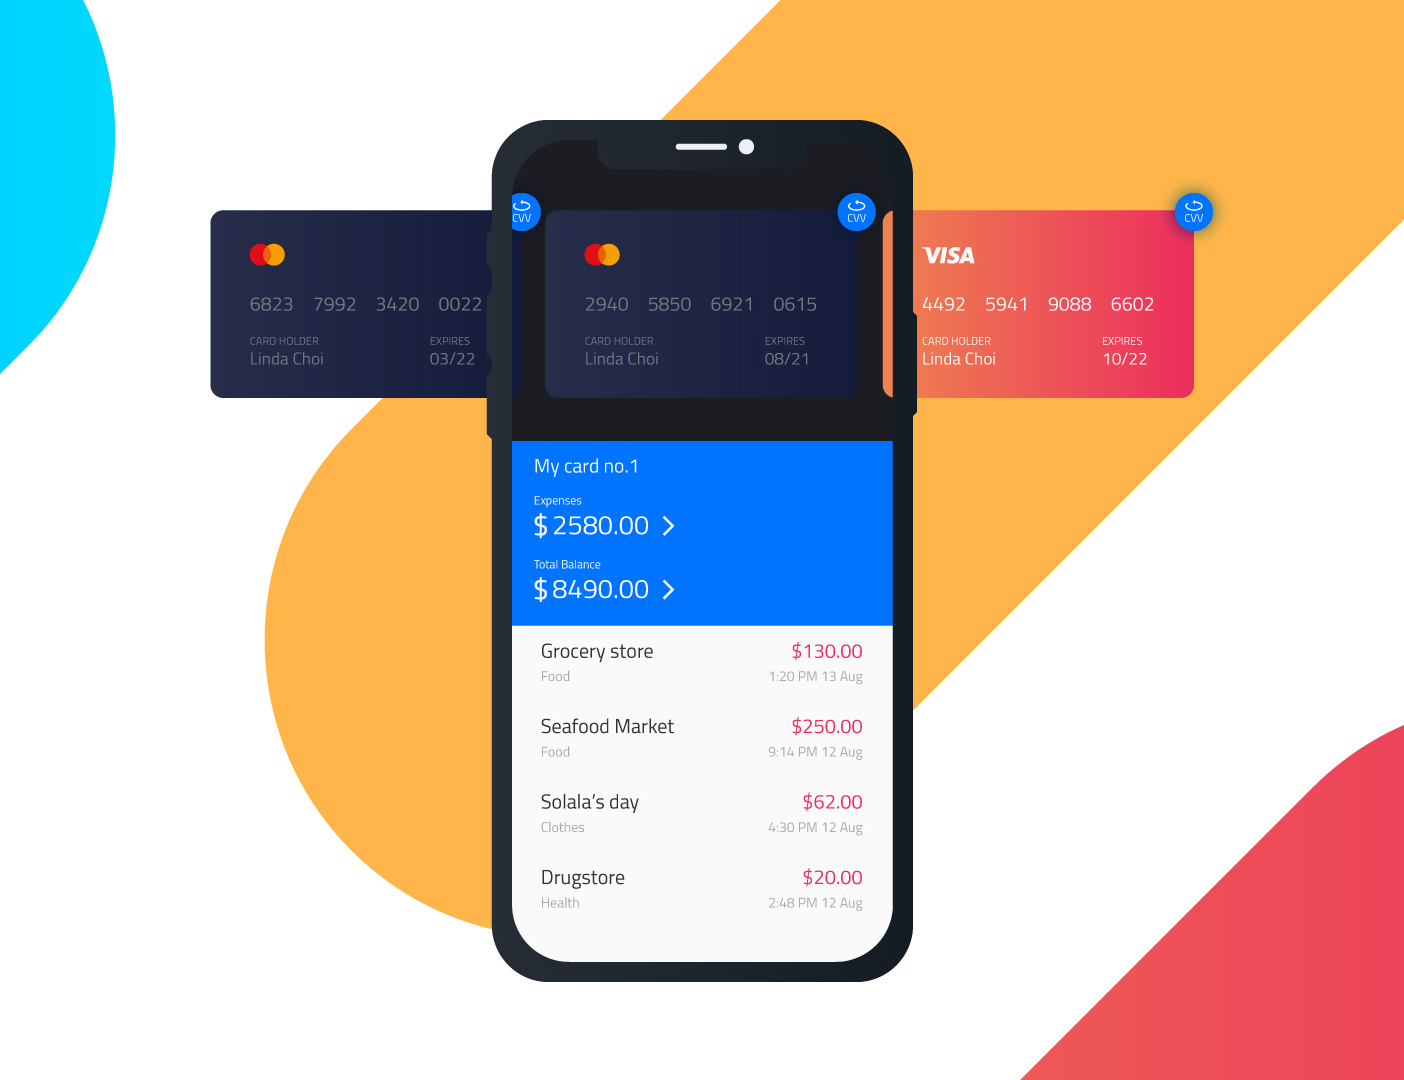 CVV
CVV
CVV
VISA
6823 7992 3420 0022
2940 5850 6921 0615
4492 5941 9088 6602
CARD HOLDER EXPIRES
Linda Choi 03/22
CARD HOLDER EXPIRES
Linda Choi 08/21
CARD HOLDER EXPIRES
Linda Choi 10/22
My card no.1
Expenses
$2580.00
Total Balance
$8490.00
Grocery store $130.00
Food 1:20 PM 13 Aug
Seafood Market $250.00
Food 9:14 PM 12 Aug
Solala’s day $62.00
Clothes 4:30 PM 12 Aug
Drugstore $20.00
Health 2:48 PM 12 Aug